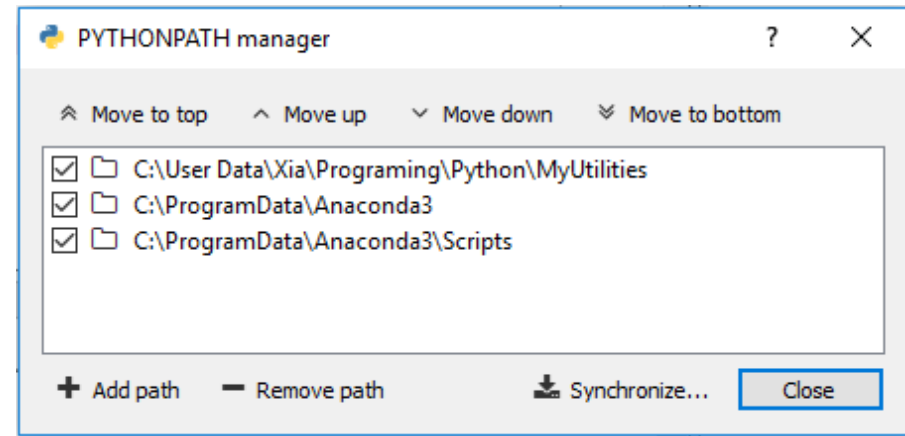 PYTHONPATH manager ?
Move to top Move up Move down Move to bottom
C:\User Data\Xia\Programing\Python\MyUtilities
C:\ProgramData\Anaconda3
C:\ProgramData\Anaconda3\Scripts
Add path Remove path Synchronize... Close